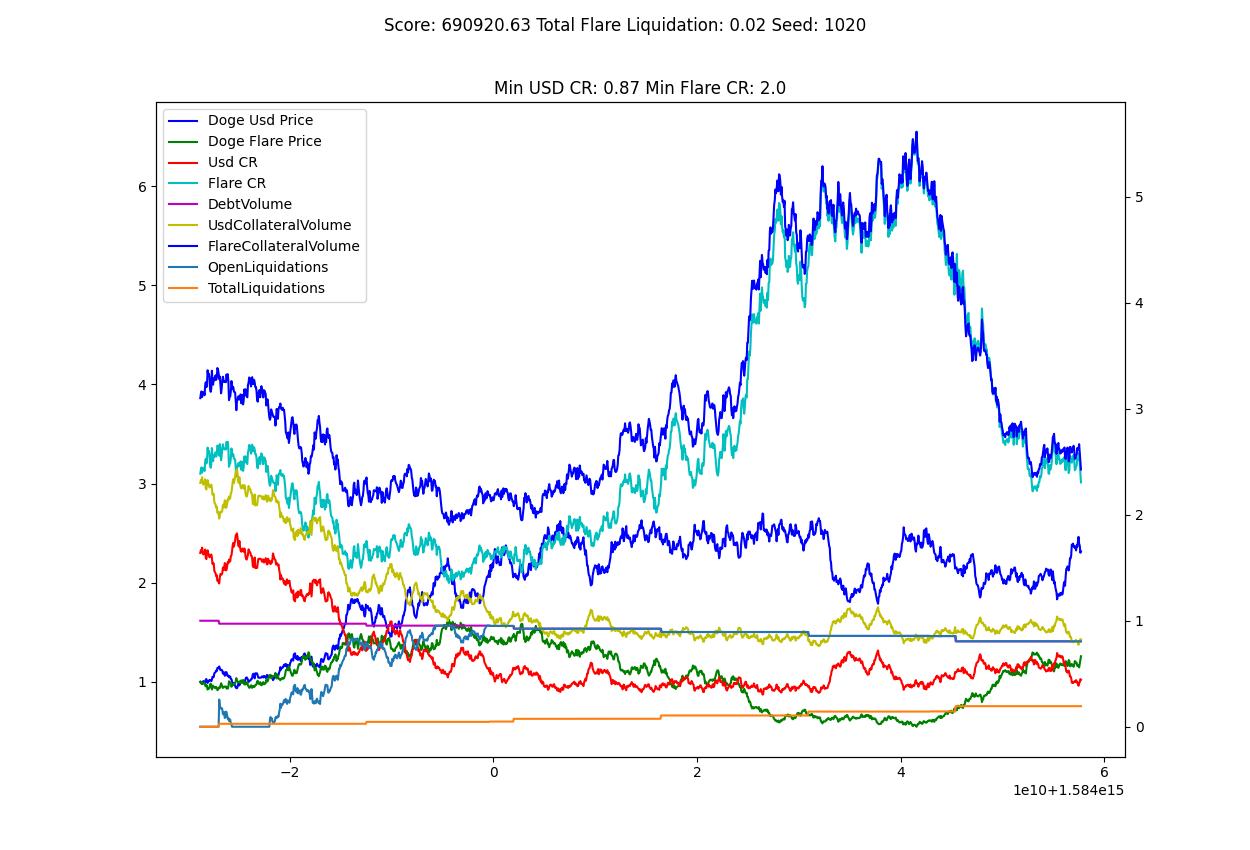 Score: 690920.63 Total Flare Liquidation: 0.02 Seed: 1020
Min USD CR: 0.87 Min Flare CR: 2.0
Doge Usd Price
Doge Flare Price
Usd CR
Flare CR
DebtVolume
UsdCollateralVolume
FlareCollateralVolume
OpenLiquidations
TotalLiquidations
6
5
4
3
2
1
5
4
3
2
1
0
−2 0 2 4 6
1e10+1.584e15